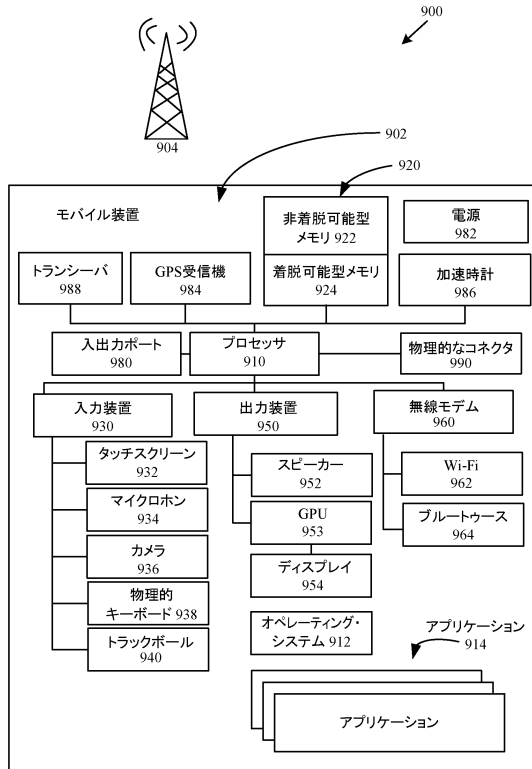 900
904
902
920
モバイル装置
非着脱可能型
メモリ 922
電源
982
トランシーバ
988
GPS受信機
984
着脱可能型メモリ
924
加速時計
986
入出力ポート
980
プロセッサ
910
物理的なコネクタ
990
入力装置
930
出力装置
950
無線モデム
960
タッチスクリーン
932
マイクロホン
934
カメラ
936
物理的
キーボード 938
トラックボール
940
スピーカー
952
GPU
953
ディスプレイ
954
Wi-Fi
962
ブルートゥース
964
オペレーティング・
システム 912
アプリケーション
914
アプリケーション